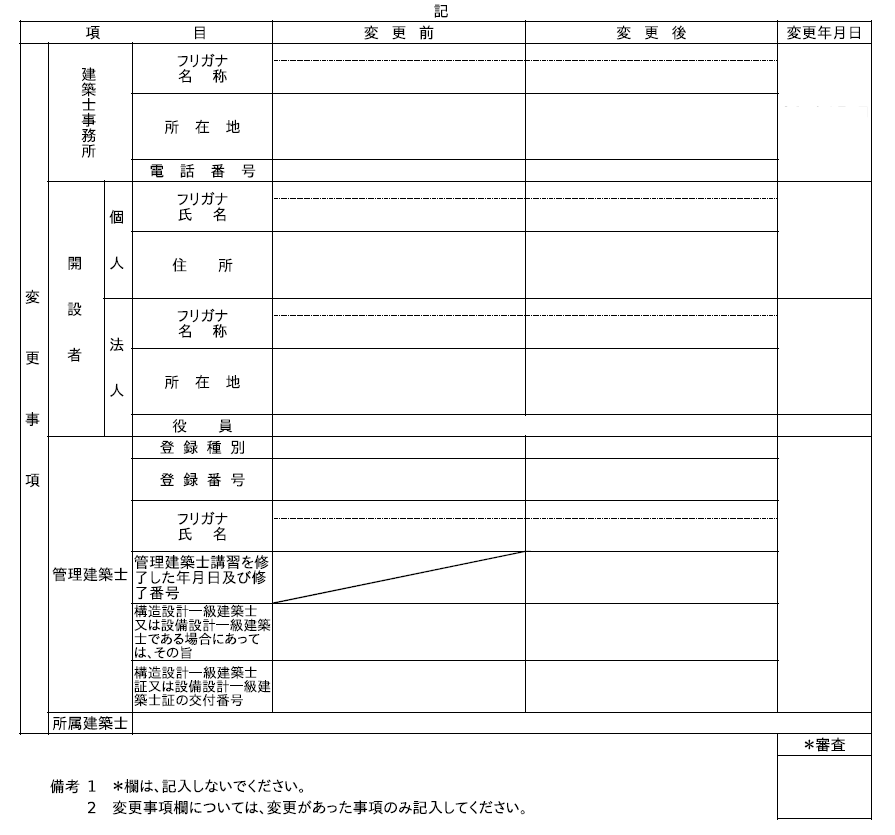 記
項 目 変 更 前 変 更 後 変更年月日
変更事項
建築士事務所
フリガナ
名 称
所 在 地
電 話 番 号
開設者
個人
フリガナ
氏 名
住 所
法人
フリガナ
名 称
所 在 地
役 員
管理建築士
登 録 種 別
登 録 番 号
フリガナ
氏 名
管理建築士講習を修
了した年月日及び修
了番号
構造設計一級建築士
又は設備設計一級建築
士である場合にあって
は、その旨
構造設計一級建築士
証又は設備設計一級建
築士証の交付番号
所属建築士
＊審査
備考 1 ＊欄は、記入しないでください。
2 変更事項欄については、変更があった事項のみ記入してください。